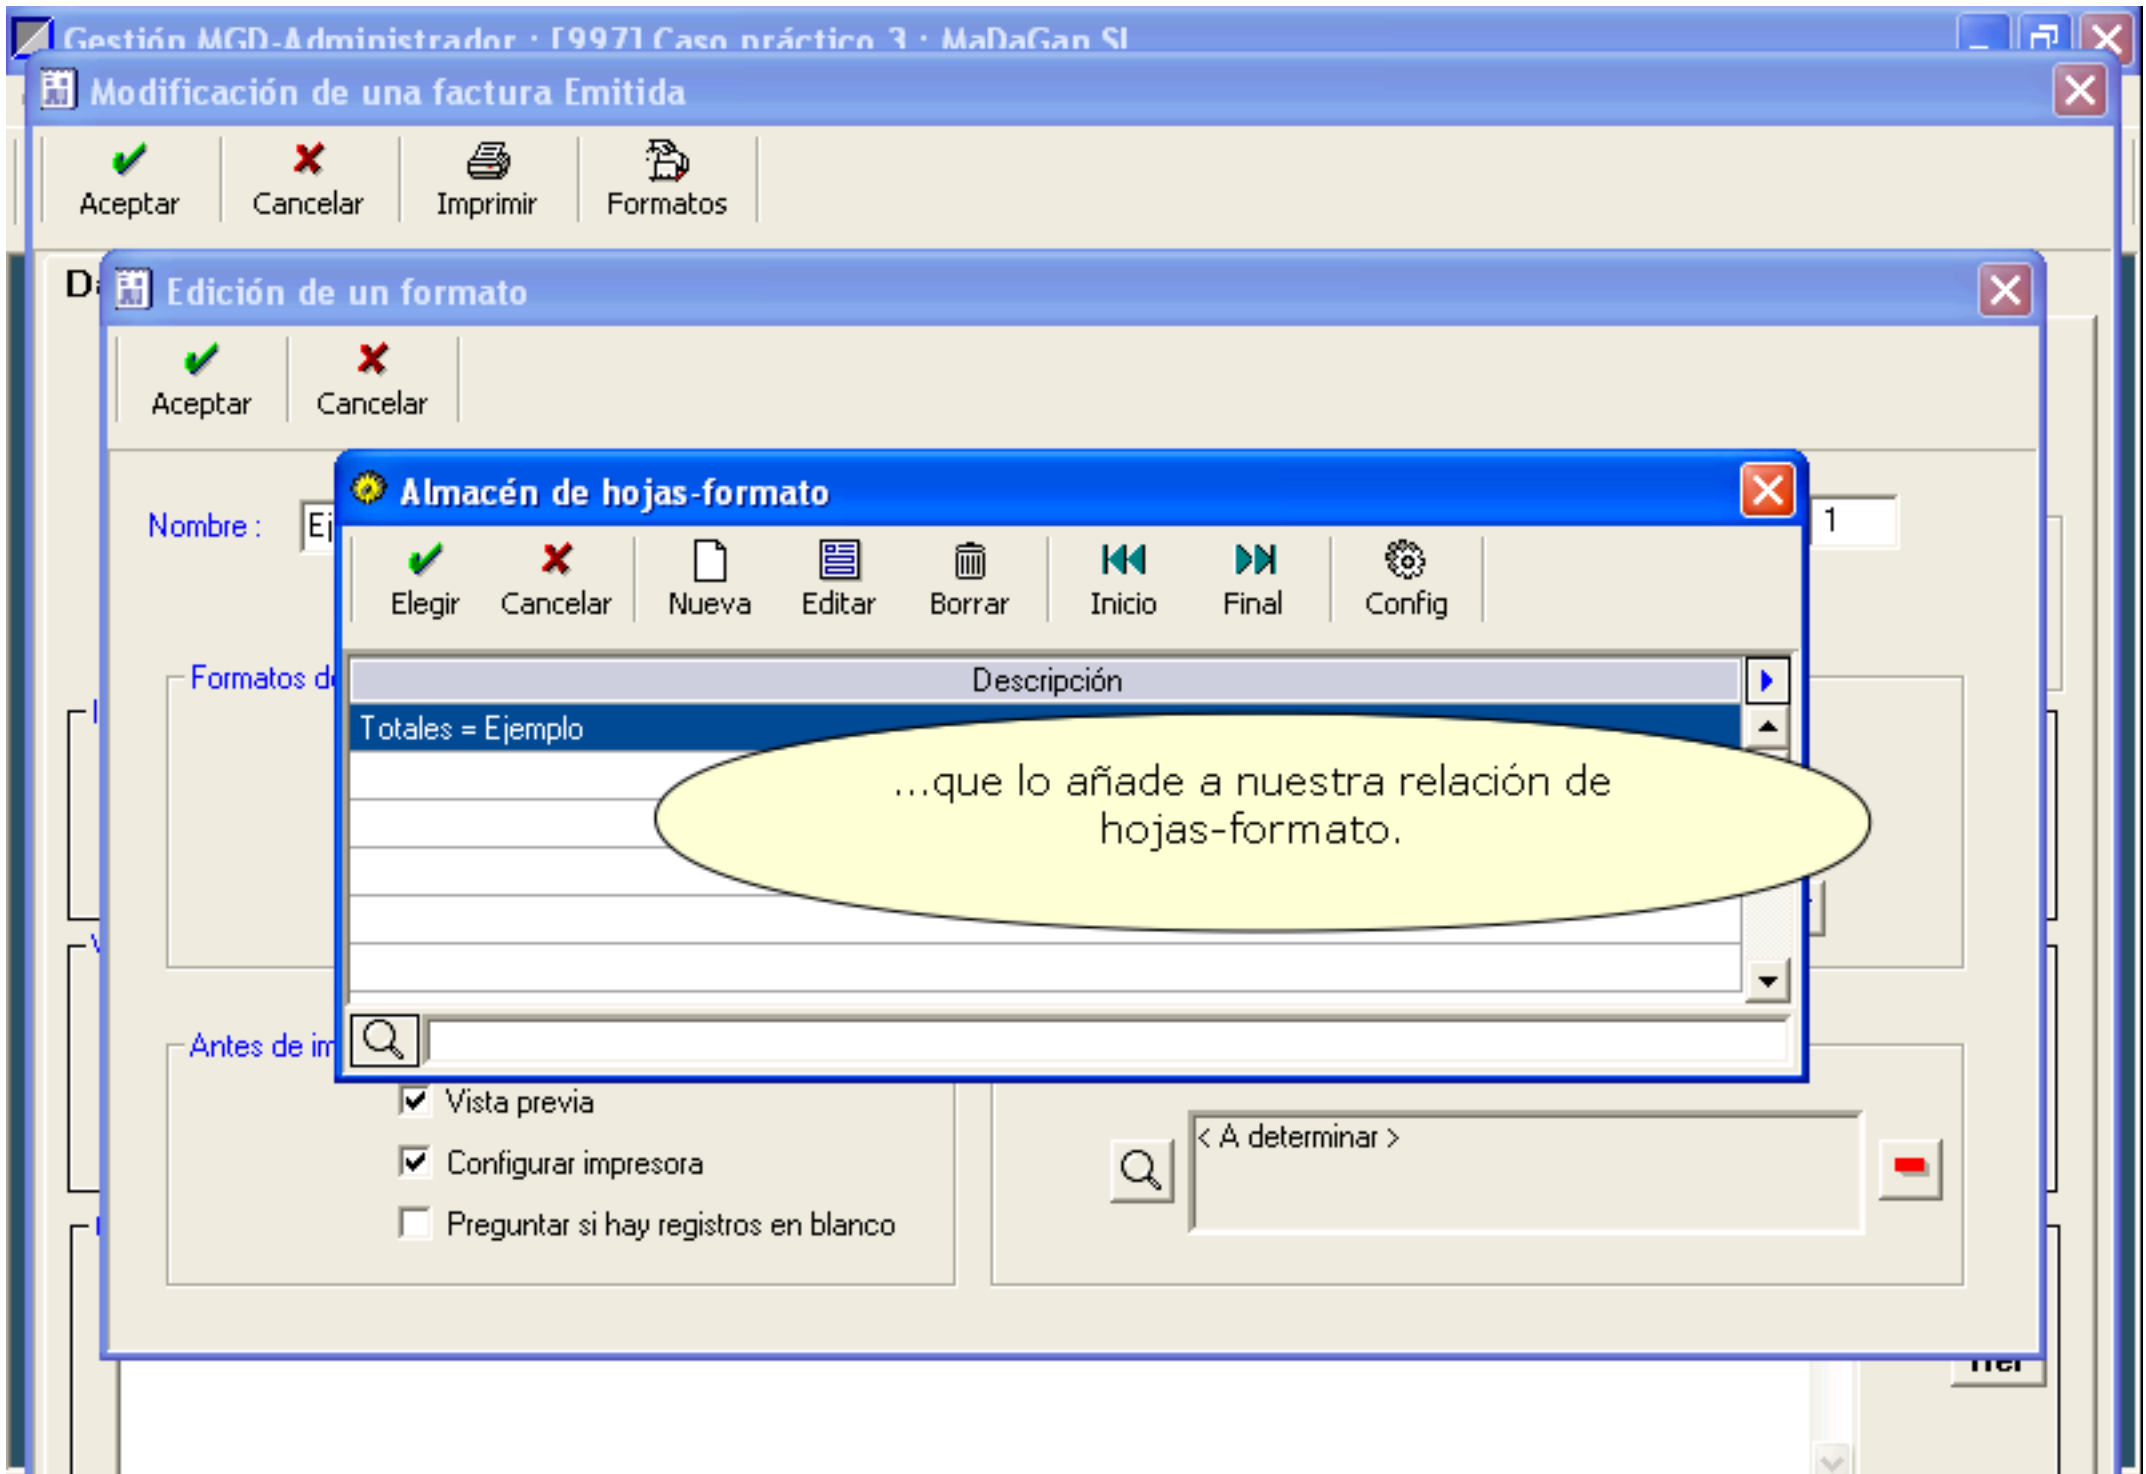 Gestión MGD-Administrador : [997] Caso práctico 3 : MaDaGan SL
Modificación de una factura Emitida
Aceptar Cancelar Imprimir Formatos
Edición de un formato
Aceptar Cancelar
Nombre : Ej
1
Almacén de hojas-formato
Elegir Cancelar Nueva Editar Borrar Inicio Final Config
Formatos
Descripción
Totales = Ejemplo
...que lo añade a nuestra relación de
hojas-formato.
Antes de
Vista previa
Configurar impresora
Preguntar si hay registros en blanco
< A determinar >